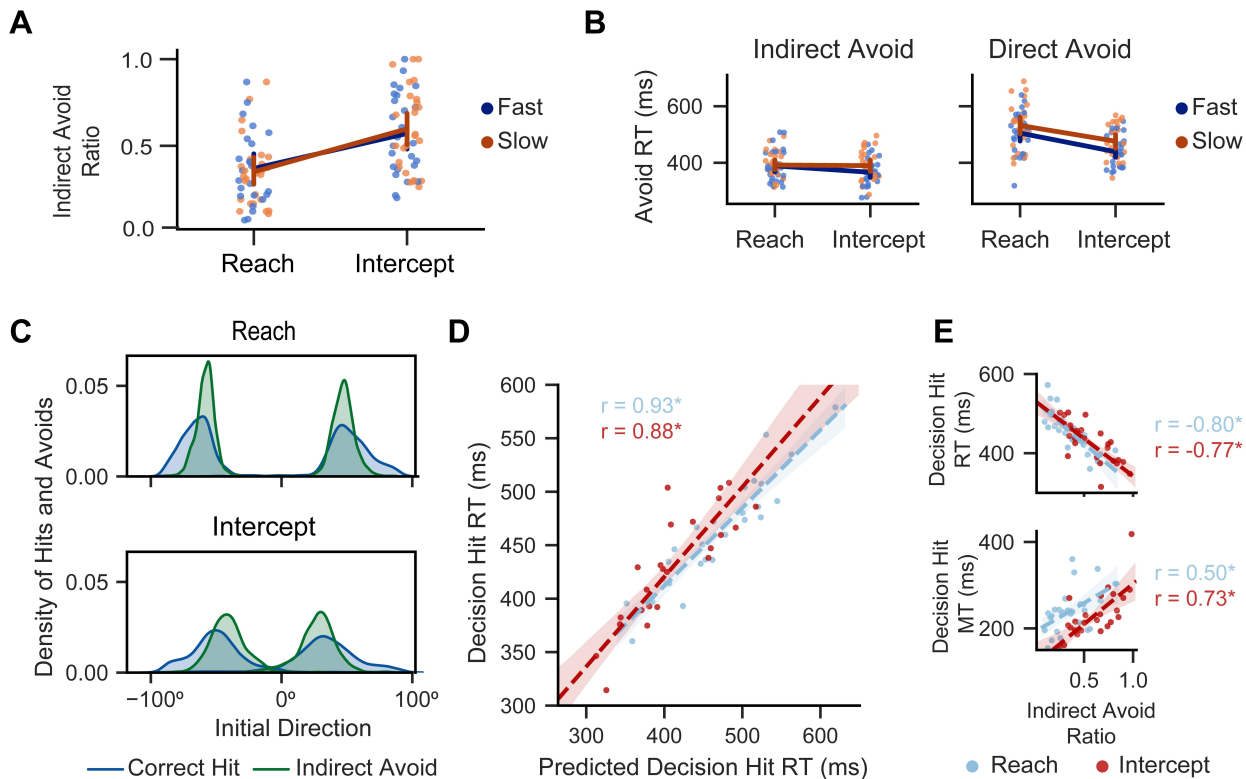 A
Indirect Avoid
Ratio
1.0
0.5
0.0
Reach
Intercept
Fast
Slow
B
Indirect Avoid
Direct Avoid
Avoid RT (ms)
600
400
Reach
Intercept
Reach
Intercept
Fast
Slow
C
Reach
Density of Hits and Avoids
0.05
0.00
Intercept
0.05
0.00
−100º
0º
100º
Initial Direction
Correct Hit
Indirect Avoid
D
Decision Hit RT (ms)
600
550
500
450
400
350
300
r = 0.93*
r = 0.88*
300
400
500
600
Predicted Decision Hit RT (ms)
E
Decision Hit
RT (ms)
600
400
r = -0.80*
r = -0.77*
Decision Hit
MT (ms)
400
200
r = 0.50*
r = 0.73*
0.5
1.0
Indirect Avoid
Ratio
Reach
Intercept